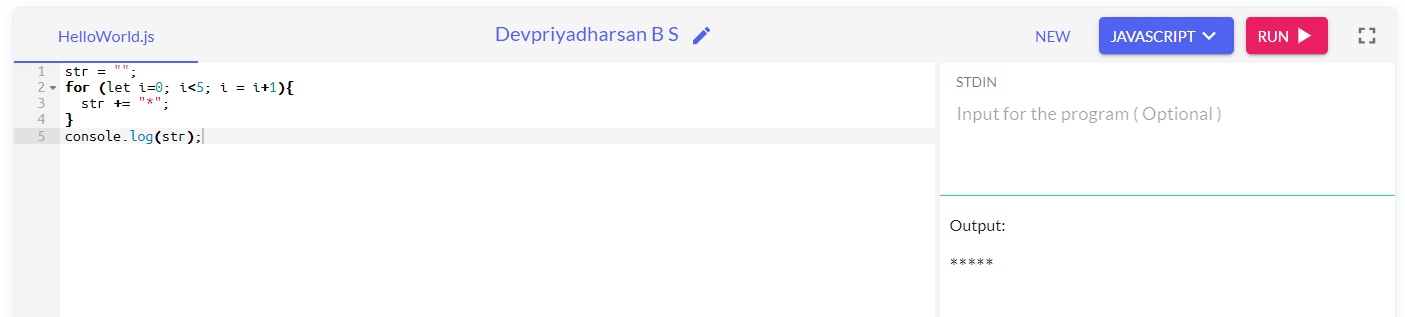 HelloWorld.js
Devpriyadharsan B S
NEW
JAVASCRIPT
RUN
1 str = "";
2 for (let i=0; i<5; i = i+1){
3   str += "*";
4 }
5 console.log(str);
STDIN
Input for the program ( Optional )
Output:
*****